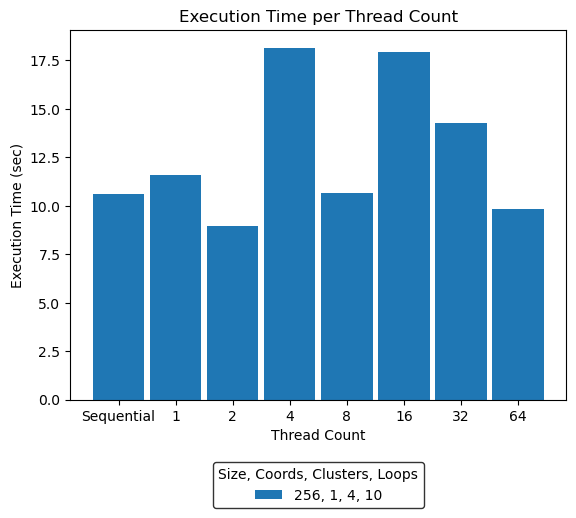 Execution Time per Thread Count
Execution Time (sec)
17.5
15.0
12.5
10.0
7.5
5.0
2.5
0.0
Sequential 1 2 4 8 16 32 64
Thread Count
Size, Coords, Clusters, Loops
256, 1, 4, 10